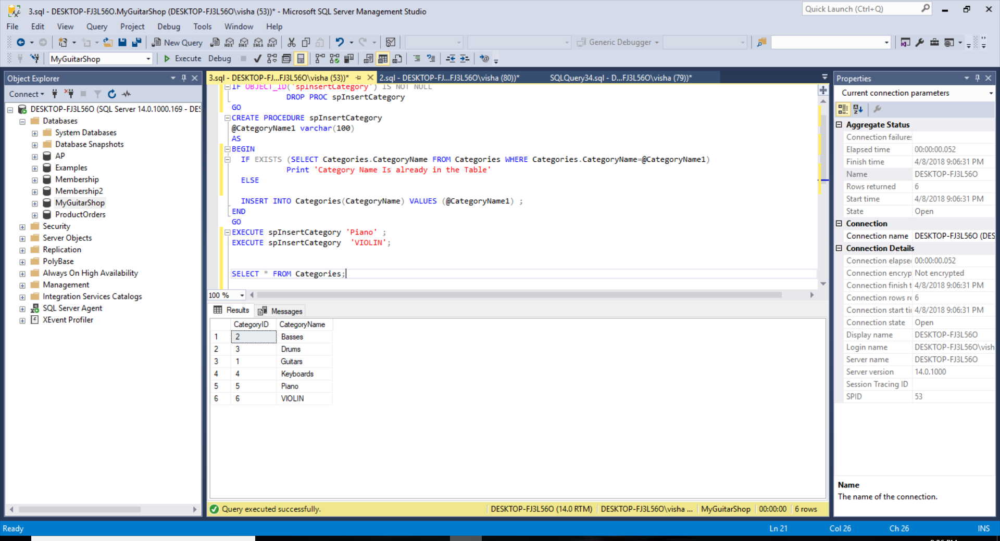 3.sql - DESKTOP-FJ3L56O.MyGuitarShop (DESKTOP-FJ3L56O\visha (53))* - Microsoft SQL Server Management Studio
Quick Launch (Ctrl+Q)
File Edit View Query Project Debug Tools Window Help
New Query MDX DMX XMLA DAX Generic Debugger
MyGuitarShop Execute Debug
Object Explorer
Connect
DESKTOP-FJ3L56O (SQL Server 14.0.1000.169 - DES
Databases
System Databases
Database Snapshots
AP
Examples
Membership
Membership2
MyGuitarShop
ProductOrders
Security
Server Objects
Replication
PolyBase
Always On High Availability
Management
Integration Services Catalogs
SQL Server Agent
XEvent Profiler
3.sql - DESKTOP-FJ...FJ3L56O\visha (53))* 2.sql - DESKTOP-FJ...FJ3L56O\visha (80))* SQLQuery34.sql - D...FJ3L56O\visha (79))*
IF OBJECT_ID('spInsertCategory') IS NOT NULL
DROP PROC spInsertCategory
GO
CREATE PROCEDURE spInsertCategory
@CategoryName1 varchar(100)
AS
BEGIN
IF EXISTS (SELECT Categories.CategoryName FROM Categories WHERE Categories.CategoryName=@CategoryName1)
Print 'Category Name Is already in the Table'
ELSE
INSERT INTO Categories(CategoryName) VALUES (@CategoryName1) ;
END
GO
EXECUTE spInsertCategory 'Piano' ;
EXECUTE spInsertCategory 'VIOLIN';
SELECT * FROM Categories;
100 %
Results Messages
CategoryID CategoryName
1 2 Basses
2 3 Drums
3 1 Guitars
4 4 Keyboards
5 5 Piano
6 6 VIOLIN
Query executed successfully. DESKTOP-FJ3L56O (14.0 RTM) DESKTOP-FJ3L56O\visha ... MyGuitarShop 00:00:00 6 rows
Properties
Current connection parameters
Aggregate Status
Connection failures
Elapsed time 00:00:00.052
Finish time 4/8/2018 9:06:31 PM
Name DESKTOP-FJ3L56O
Rows returned 6
Start time 4/8/2018 9:06:31 PM
State Open
Connection
Connection name DESKTOP-FJ3L56O (DES
Connection Details
Connection elapse 00:00:00.052
Connection encryp Not encrypted
Connection finish t 4/8/2018 9:06:31 PM
Connection rows re 6
Connection start ti 4/8/2018 9:06:31 PM
Connection state Open
Display name DESKTOP-FJ3L56O
Login name DESKTOP-FJ3L56O\vish
Server name DESKTOP-FJ3L56O
Server version 14.0.1000
Session Tracing ID
SPID 53
Name
The name of the connection.
Ready Ln 21 Col 26 Ch 26 INS